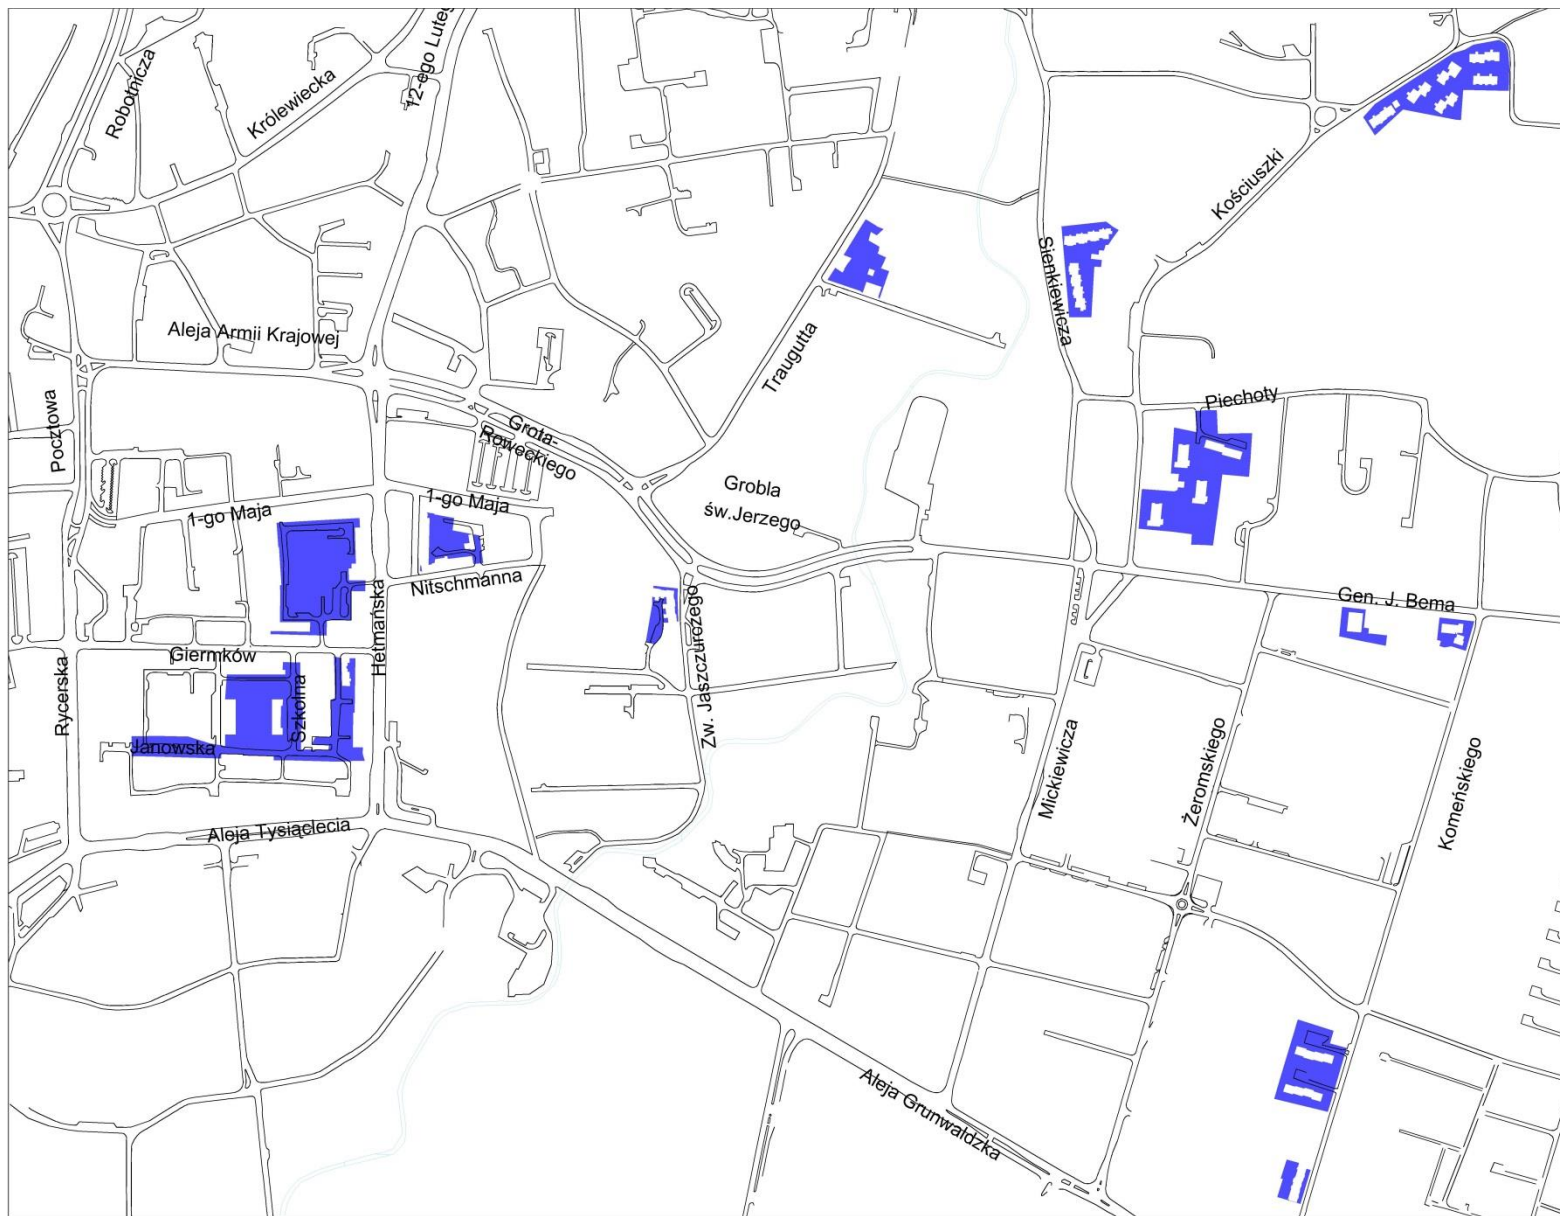 Robotnicza
Królewiecka
12-ego Luteg
Kościuszki
Sienkiewicza
Aleja Armii Krajowej
Traugutta
Pocztowa
Piechoty
Grota-
Roweckiego
Grobla
św.Jerzego
1-go Maja
1-go Maja
Nitschmanna
Hetmańska
Zw. Jaszczurczego
Gen. J. Bema
Giermków
Rycerska
Szkolna
Janowska
Mickiewicza
Żeromskiego
Komeńskiego
Aleja Tysiąclecia
Aleja Grunwaldzka